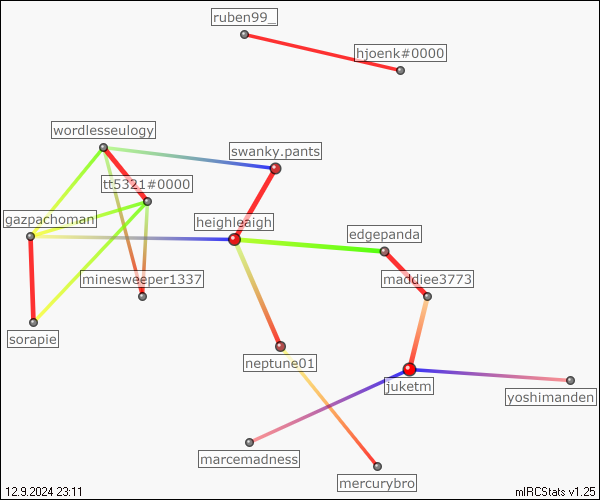 ruben99_
hjoenk#0000
wordlesseulogy
swanky.pants
tt5321#0000
gazpachoman
heighleaigh
edgepanda
minesweeper1337
maddiee3773
sorapie
neptune01
juketm
yoshimanden
marcemadness
mercurybro
12.9.2024 23:11
mIRCStats v1.25